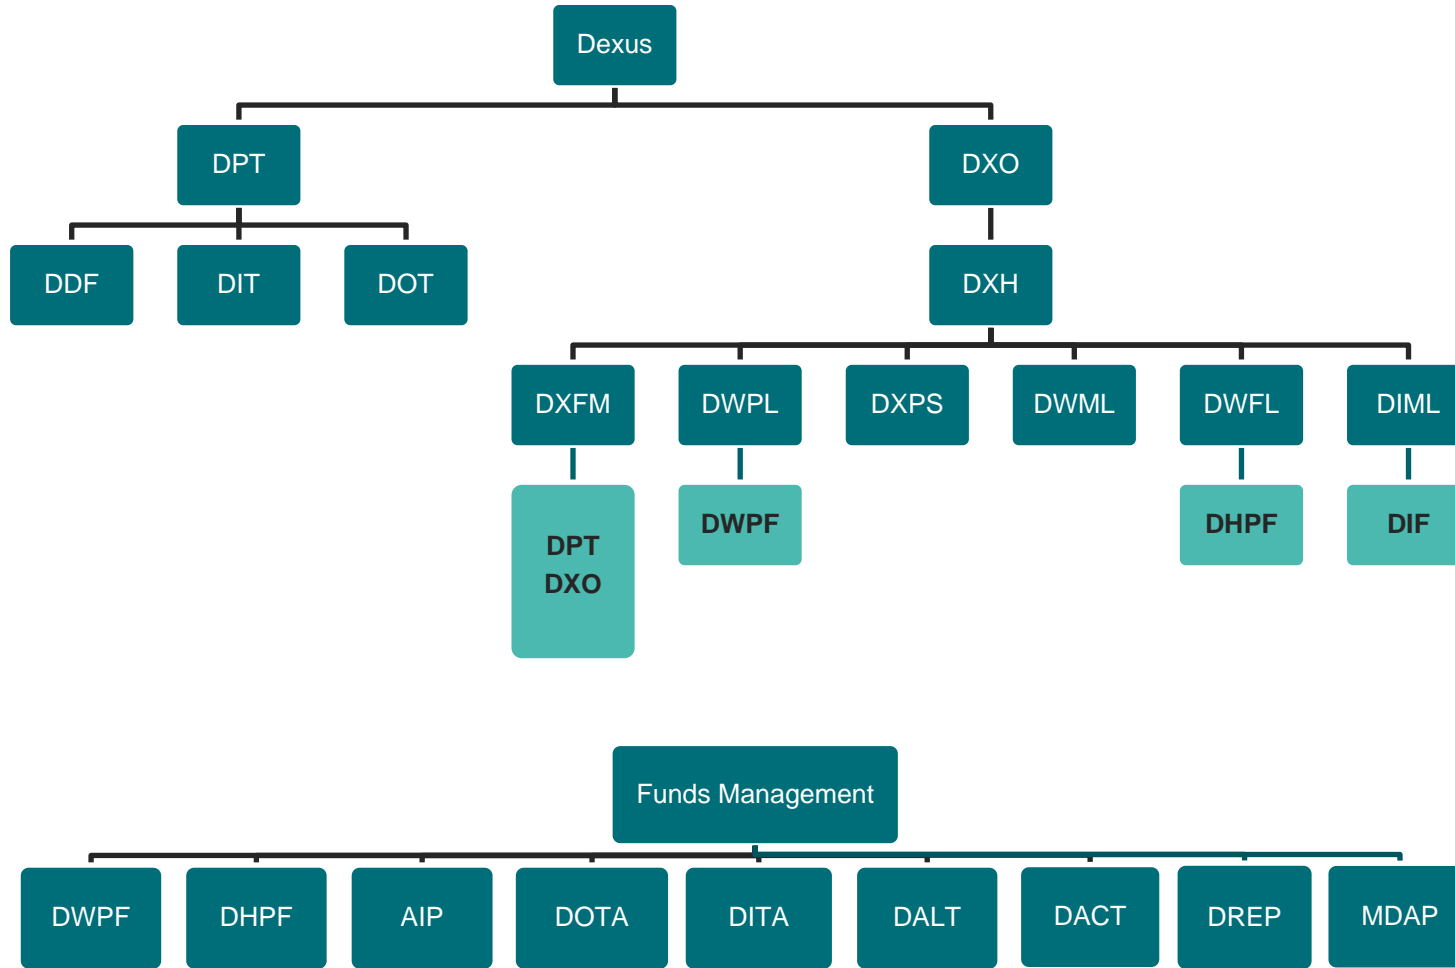 Dexus
DPT
DXO
DDF
DIT
DOT
DXH
DXFM
DWPL
DXPS
DWML
DWFL
DIML
DPT
DXO
DWPF
DHPF
DIF
Funds Management
DWPF
DHPF
AIP
DOTA
DITA
DALT
DACT
DREP
MDAP